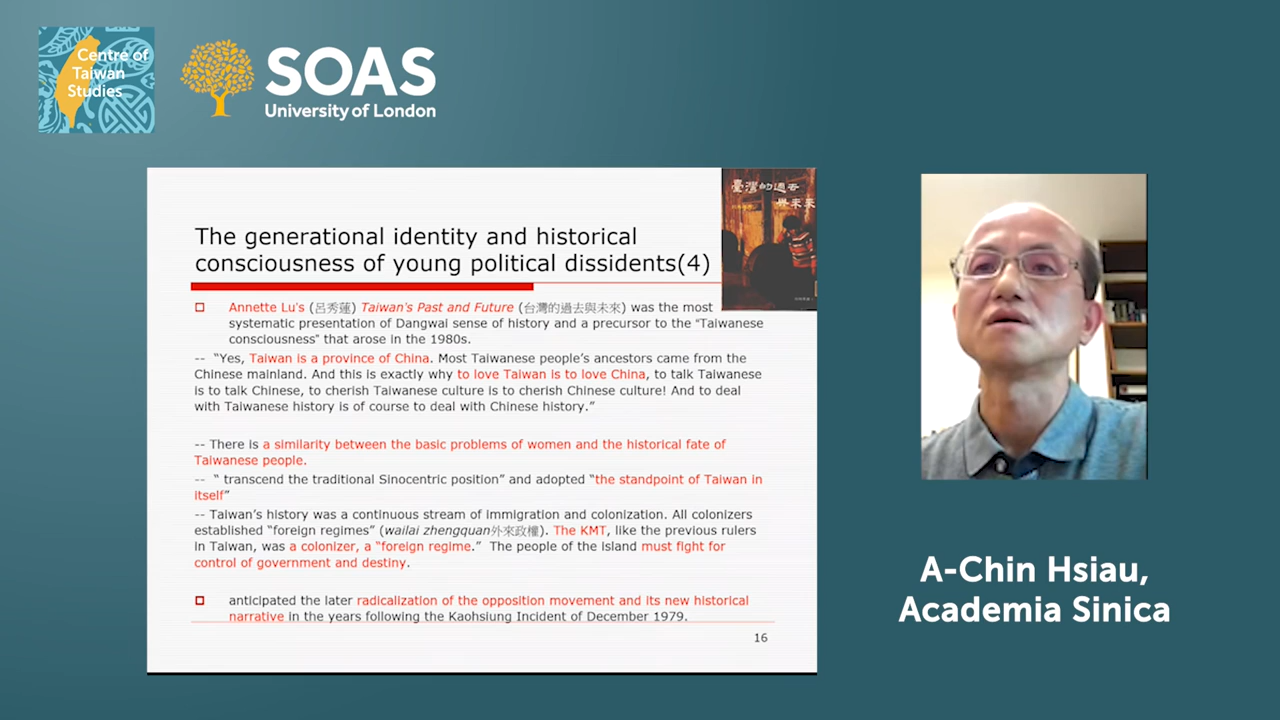 Centre of
Taiwan
Studies
SOAS
University of London
臺灣的過去
與未來
The generational identity and historical
consciousness of young political dissidents(4)
Annette Lu's (呂秀蓮) Taiwan's Past and Future (台灣的過去與未來) was the most
systematic presentation of Dangwai sense of history and a precursor to the "Taiwanese
consciousness" that arose in the 1980s.
-- "Yes, Taiwan is a province of China. Most Taiwanese people's ancestors came from the
Chinese mainland. And this is exactly why to love Taiwan is to love China, to talk Taiwanese
is to talk Chinese, to cherish Taiwanese culture is to cherish Chinese culture! And to deal
with Taiwanese history is of course to deal with Chinese history."
-- There is a similarity between the basic problems of women and the historical fate of
Taiwanese people.
-- " transcend the traditional Sinocentric position" and adopted "the standpoint of Taiwan in
itself"
-- Taiwan's history was a continuous stream of immigration and colonization. All colonizers
established "foreign regimes" (wailai zhengquan外來政權). The KMT, like the previous rulers
in Taiwan, was a colonizer, a "foreign regime." The people of the island must fight for
control of government and destiny.
anticipated the later radicalization of the opposition movement and its new historical
narrative in the years following the Kaohsiung Incident of December 1979.
16
A-Chin Hsiau,
Academia Sinica